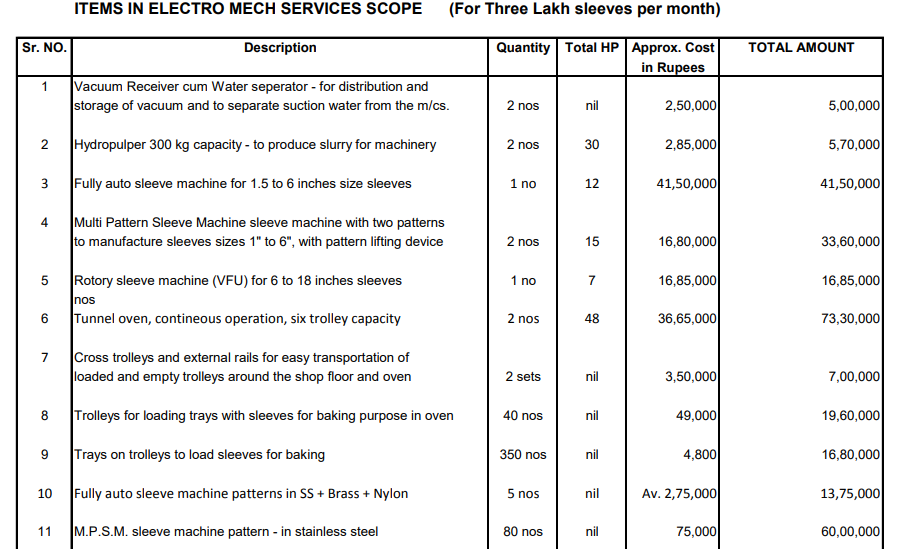 ITEMS IN ELECTRO MECH SERVICES SCOPE (For Three Lakh sleeves per month)
Sr. NO. Description Quantity Total HP Approx. Cost in Rupees TOTAL AMOUNT
1 Vacuum Receiver cum Water seperator - for distribution and
storage of vacuum and to separate suction water from the m/cs. 2 nos nil 2,50,000 5,00,000
2 Hydropulper 300 kg capacity - to produce slurry for machinery 2 nos 30 2,85,000 5,70,000
3 Fully auto sleeve machine for 1.5 to 6 inches size sleeves 1 no 12 41,50,000 41,50,000
4 Multi Pattern Sleeve Machine sleeve machine with two patterns
to manufacture sleeves sizes 1" to 6", with pattern lifting device 2 nos 15 16,80,000 33,60,000
5 Rotory sleeve machine (VFU) for 6 to 18 inches sleeves 1 no 7 16,85,000 16,85,000
nos
6 Tunnel oven, contineous operation, six trolley capacity 2 nos 48 36,65,000 73,30,000
7 Cross trolleys and external rails for easy transportation of
loaded and empty trolleys around the shop floor and oven 2 sets nil 3,50,000 7,00,000
8 Trolleys for loading trays with sleeves for baking purpose in oven 40 nos nil 49,000 19,60,000
9 Trays on trolleys to load sleeves for baking 350 nos nil 4,800 16,80,000
10 Fully auto sleeve machine patterns in SS + Brass + Nylon 5 nos nil Av. 2,75,000 13,75,000
11 M.P.S.M. sleeve machine pattern - in stainless steel 80 nos nil 75,000 60,00,000